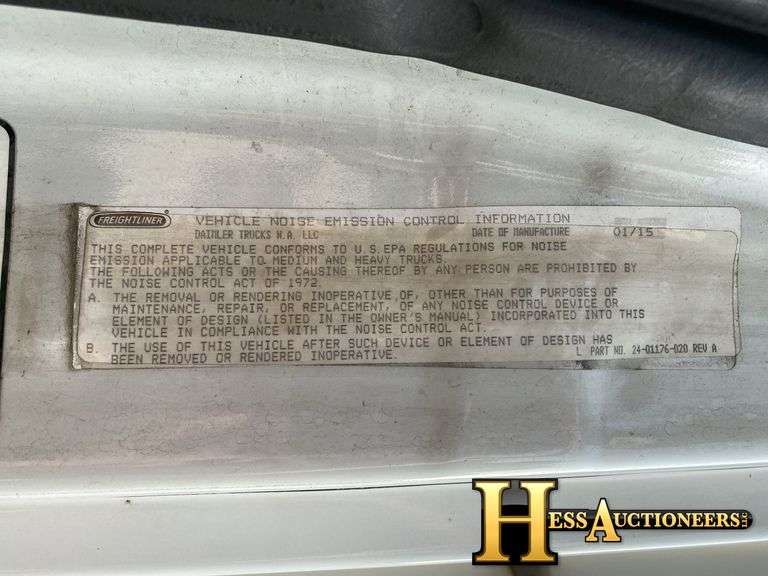 FREIGHTLINER
VEHICLE NOISE EMISSION CONTROL INFORMATION
DAIMLER TRUCKS N.A. LLC DATE OF MANUFACTURE 01/15
THIS COMPLETE VEHICLE CONFORMS TO U.S.EPA REGULATIONS FOR NOISE
EMISSION APPLICABLE TO MEDIUM AND HEAVY TRUCKS.
THE FOLLOWING ACTS OR THE CAUSING THEREOF BY ANY PERSON ARE PROHIBITED BY
THE NOISE CONTROL ACT OF 1972.
A. THE REMOVAL OR RENDERING INOPERATIVE,OF, OTHER THAN FOR PURPOSES OF
MAINTENANCE, REPAIR, OR REPLACEMENT, OF ANY NOISE CONTROL DEVICE OR
ELEMENT OF DESIGN (LISTED IN THE OWNER'S MANUAL) INCORPORATED INTO THIS
VEHICLE IN COMPLIANCE WITH THE NOISE CONTROL ACT.
B. THE USE OF THIS VEHICLE AFTER SUCH DEVICE OR ELEMENT OF DESIGN HAS
BEEN REMOVED OR RENDERED INOPERATIVE.
L PART NO. 24-01176-020 REV A
HESS AUCTIONEERS LLC